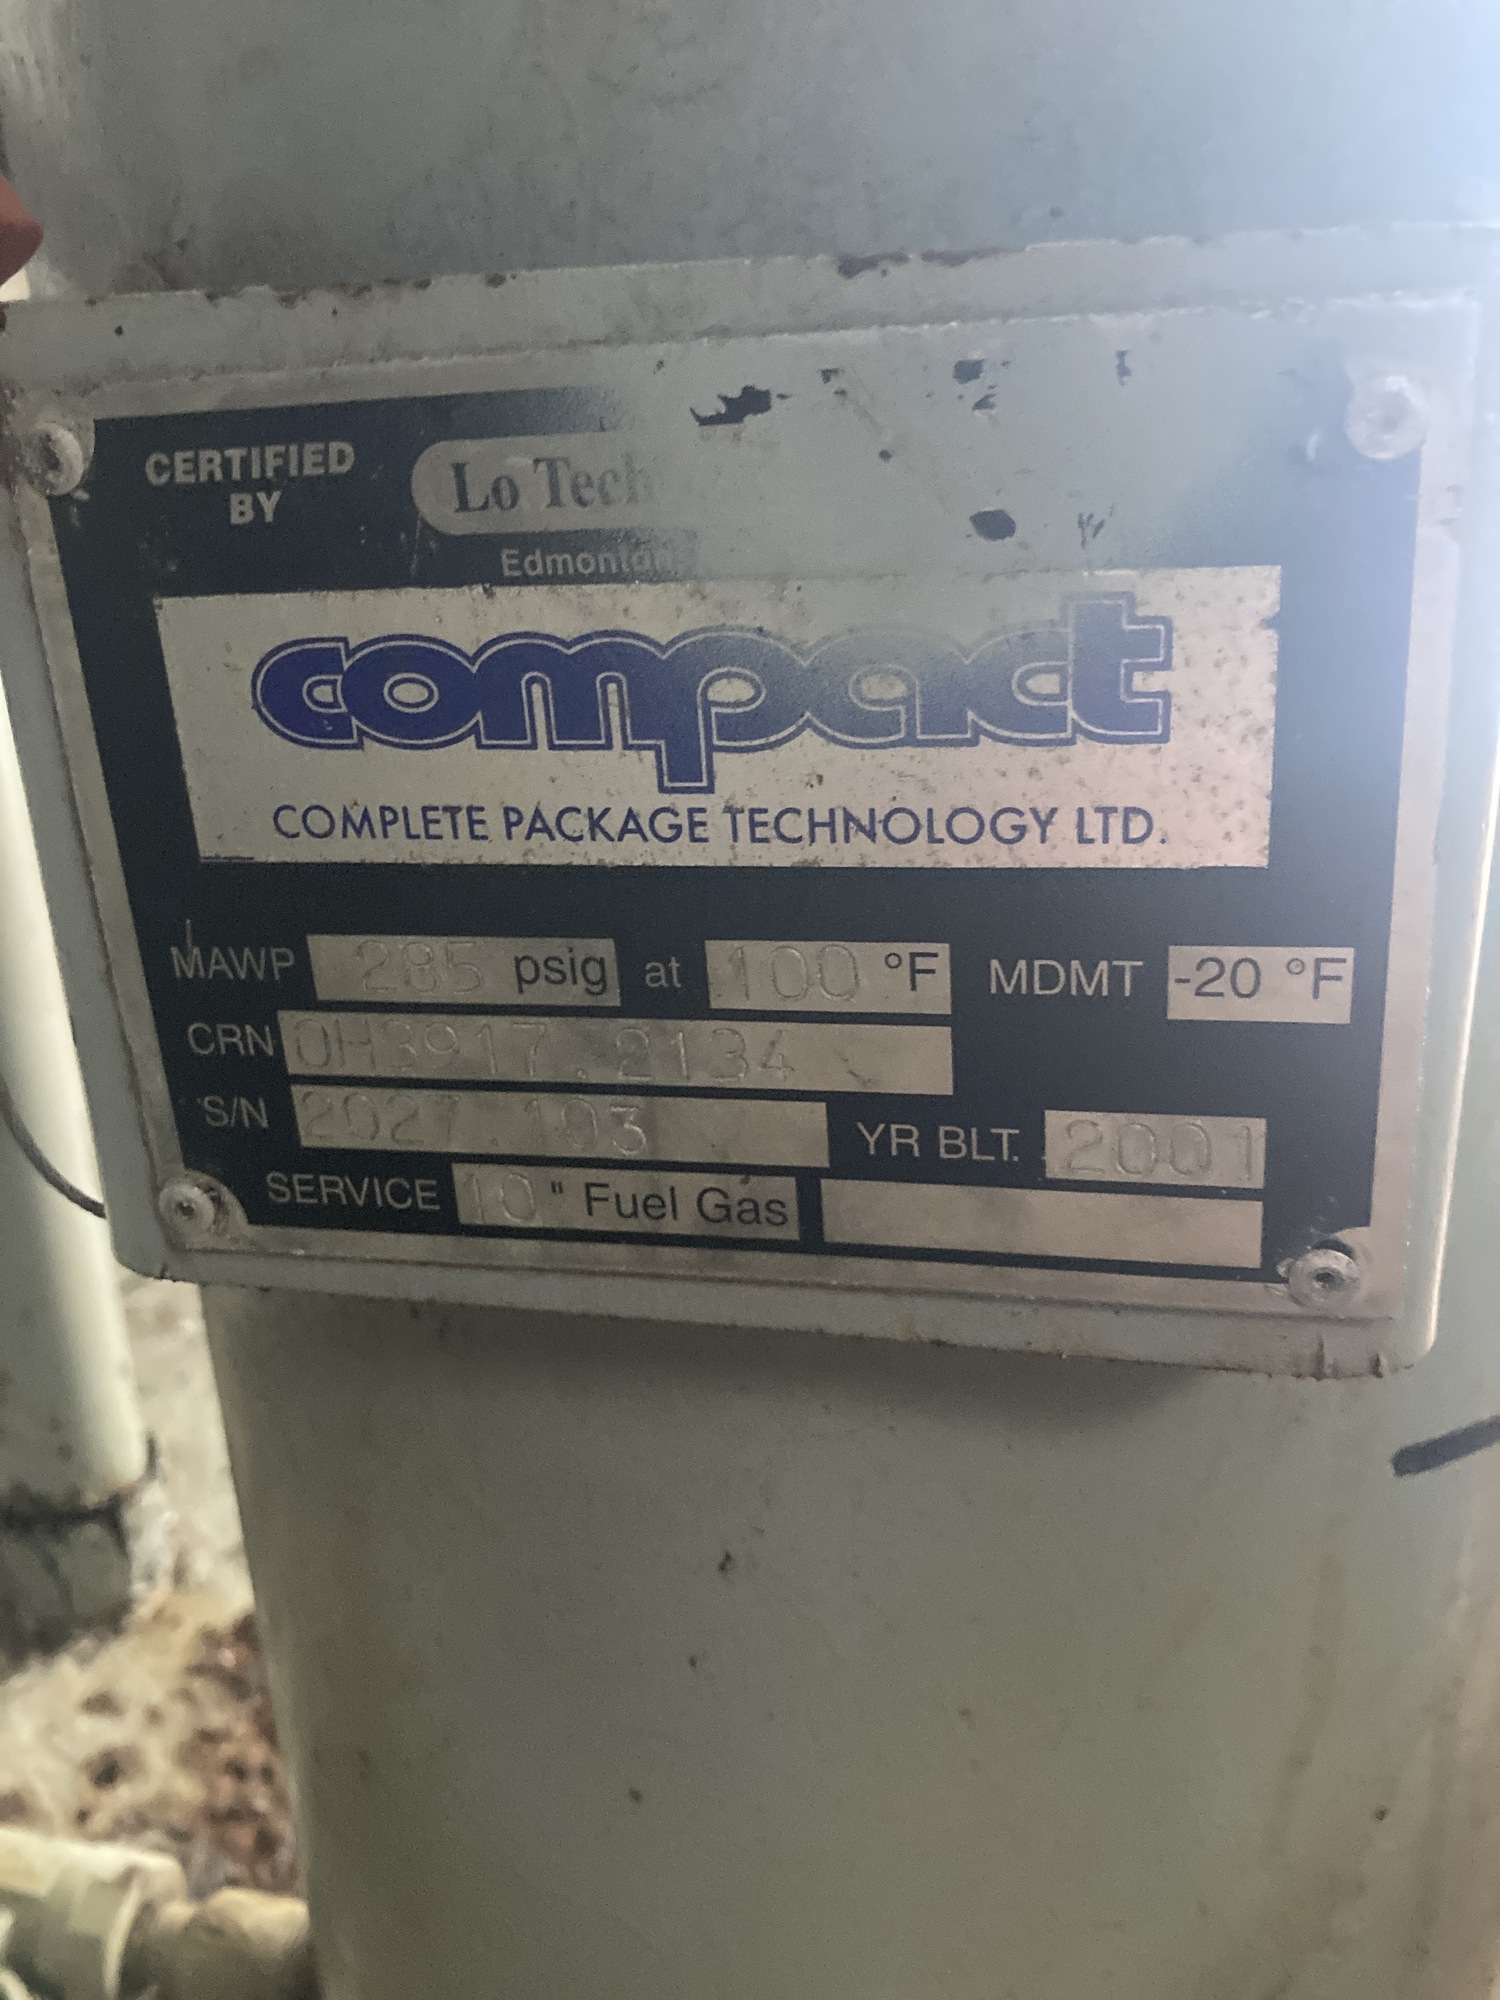 CERTIFIED
BY
Lo Tech
Edmonton
compact
COMPLETE PACKAGE TECHNOLOGY LTD.
MAWP 285 psig at 100 °F MDMT -20 °F
CRN 0H3917.2134
S/N 2027.103
YR BLT. 2001
SERVICE 10" Fuel Gas